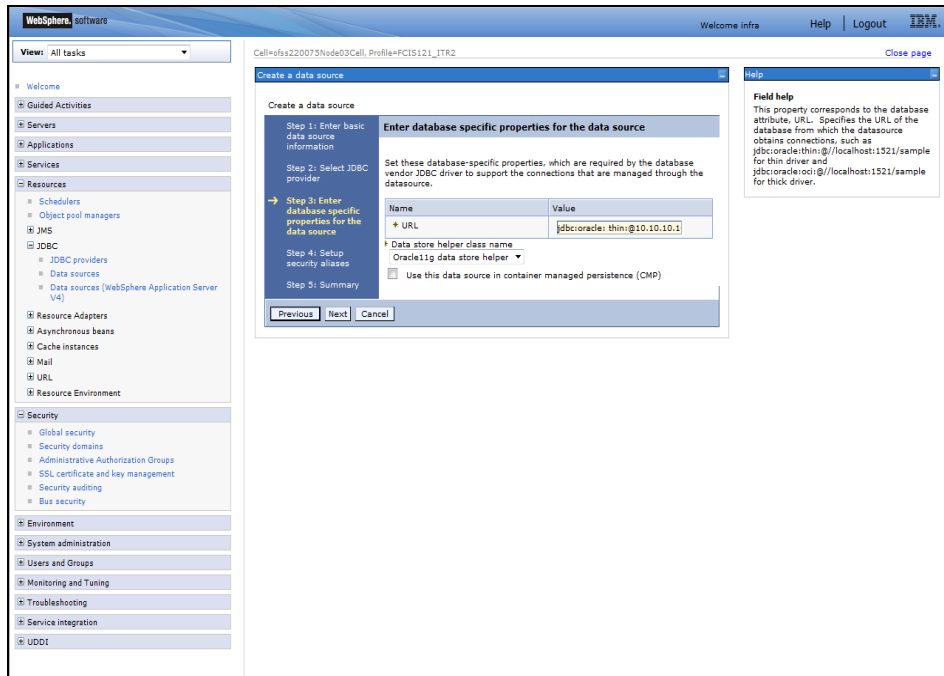 WebSphere. software
Welcome infra
Help
Logout
IBM.
View: All tasks
Cell=ofss220075Node03Cell, Profile=FCIS121_ITR2
Close page
Welcome
Guided Activities
Servers
Applications
Services
Resources
Schedulers
Object pool managers
JMS
JDBC
JDBC providers
Data sources
Data sources (WebSphere Application Server
V4)
Resource Adapters
Asynchronous beans
Cache instances
Mail
URL
Resource Environment
Security
Global security
Security domains
Administrative Authorization Groups
SSL certificate and key management
Security auditing
Bus security
Environment
System administration
Users and Groups
Monitoring and Tuning
Troubleshooting
Service integration
UDDI
Create a data source
Create a data source
Step 1: Enter basic
data source
information
Step 2: Select JDBC
provider
Step 3: Enter
database specific
properties for the
data source
Step 4: Setup
security aliases
Step 5: Summary
Enter database specific properties for the data source
Set these database-specific properties, which are required by the database
vendor JDBC driver to support the connections that are managed through the
datasource.
Name Value
* URL jdbc:oracle: thin:@10.10.10.1
* Data store helper class name
Oracle11g data store helper
Use this data source in container managed persistence (CMP)
Previous Next Cancel
Help
Field help
This property corresponds to the database
attribute, URL. Specifies the URL of the
database from which the datasource
obtains connections, such as
jdbc:oracle:thin:@//localhost:1521/sample
for thin driver and
jdbc:oracle:oci:@//localhost:1521/sample
for thick driver.